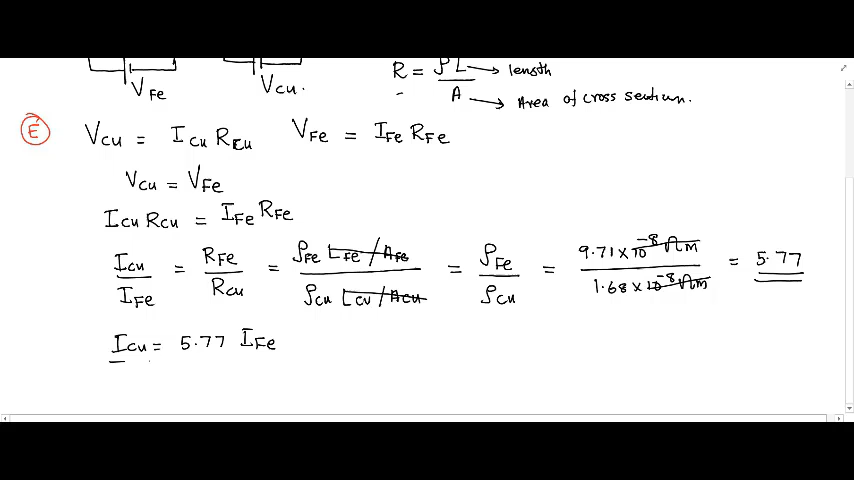 V_Fe V_Cu.
R = ρL/A → length
→ Area of cross section.
E V_Cu = I_Cu R_Cu V_Fe = I_Fe R_Fe
V_Cu = V_Fe
I_Cu R_Cu = I_Fe R_Fe
I_Cu/I_Fe = R_Fe/R_Cu = (ρ_Fe L_Fe/A_Fe)/(ρ_Cu L_Cu/A_Cu) = ρ_Fe/ρ_Cu = (9.71 × 10^-8 Ωm)/(1.68 × 10^-8 Ωm) = 5.77
I_Cu = 5.77 I_Fe